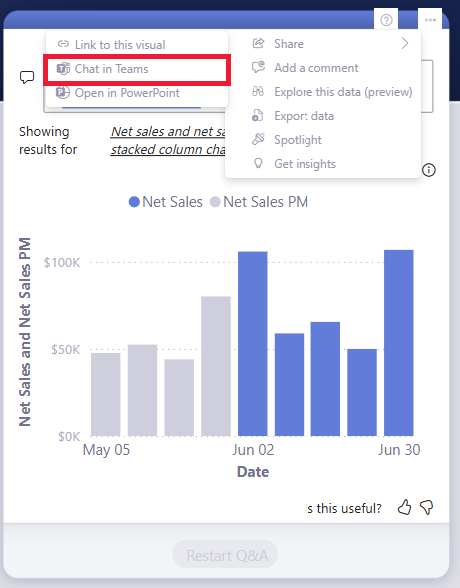 Link to this visual
Chat in Teams
Open in PowerPoint
Share
Add a comment
Explore this data (preview)
Export data
Spotlight
Get insights
Showing
results for
Net sales and net sa
stacked column cha
Net Sales
Net Sales PM
Net Sales and Net Sales PM
$100K
$50K
$0K
May 05
Jun 02
Jun 30
Date
s this useful?
Restart Q&A